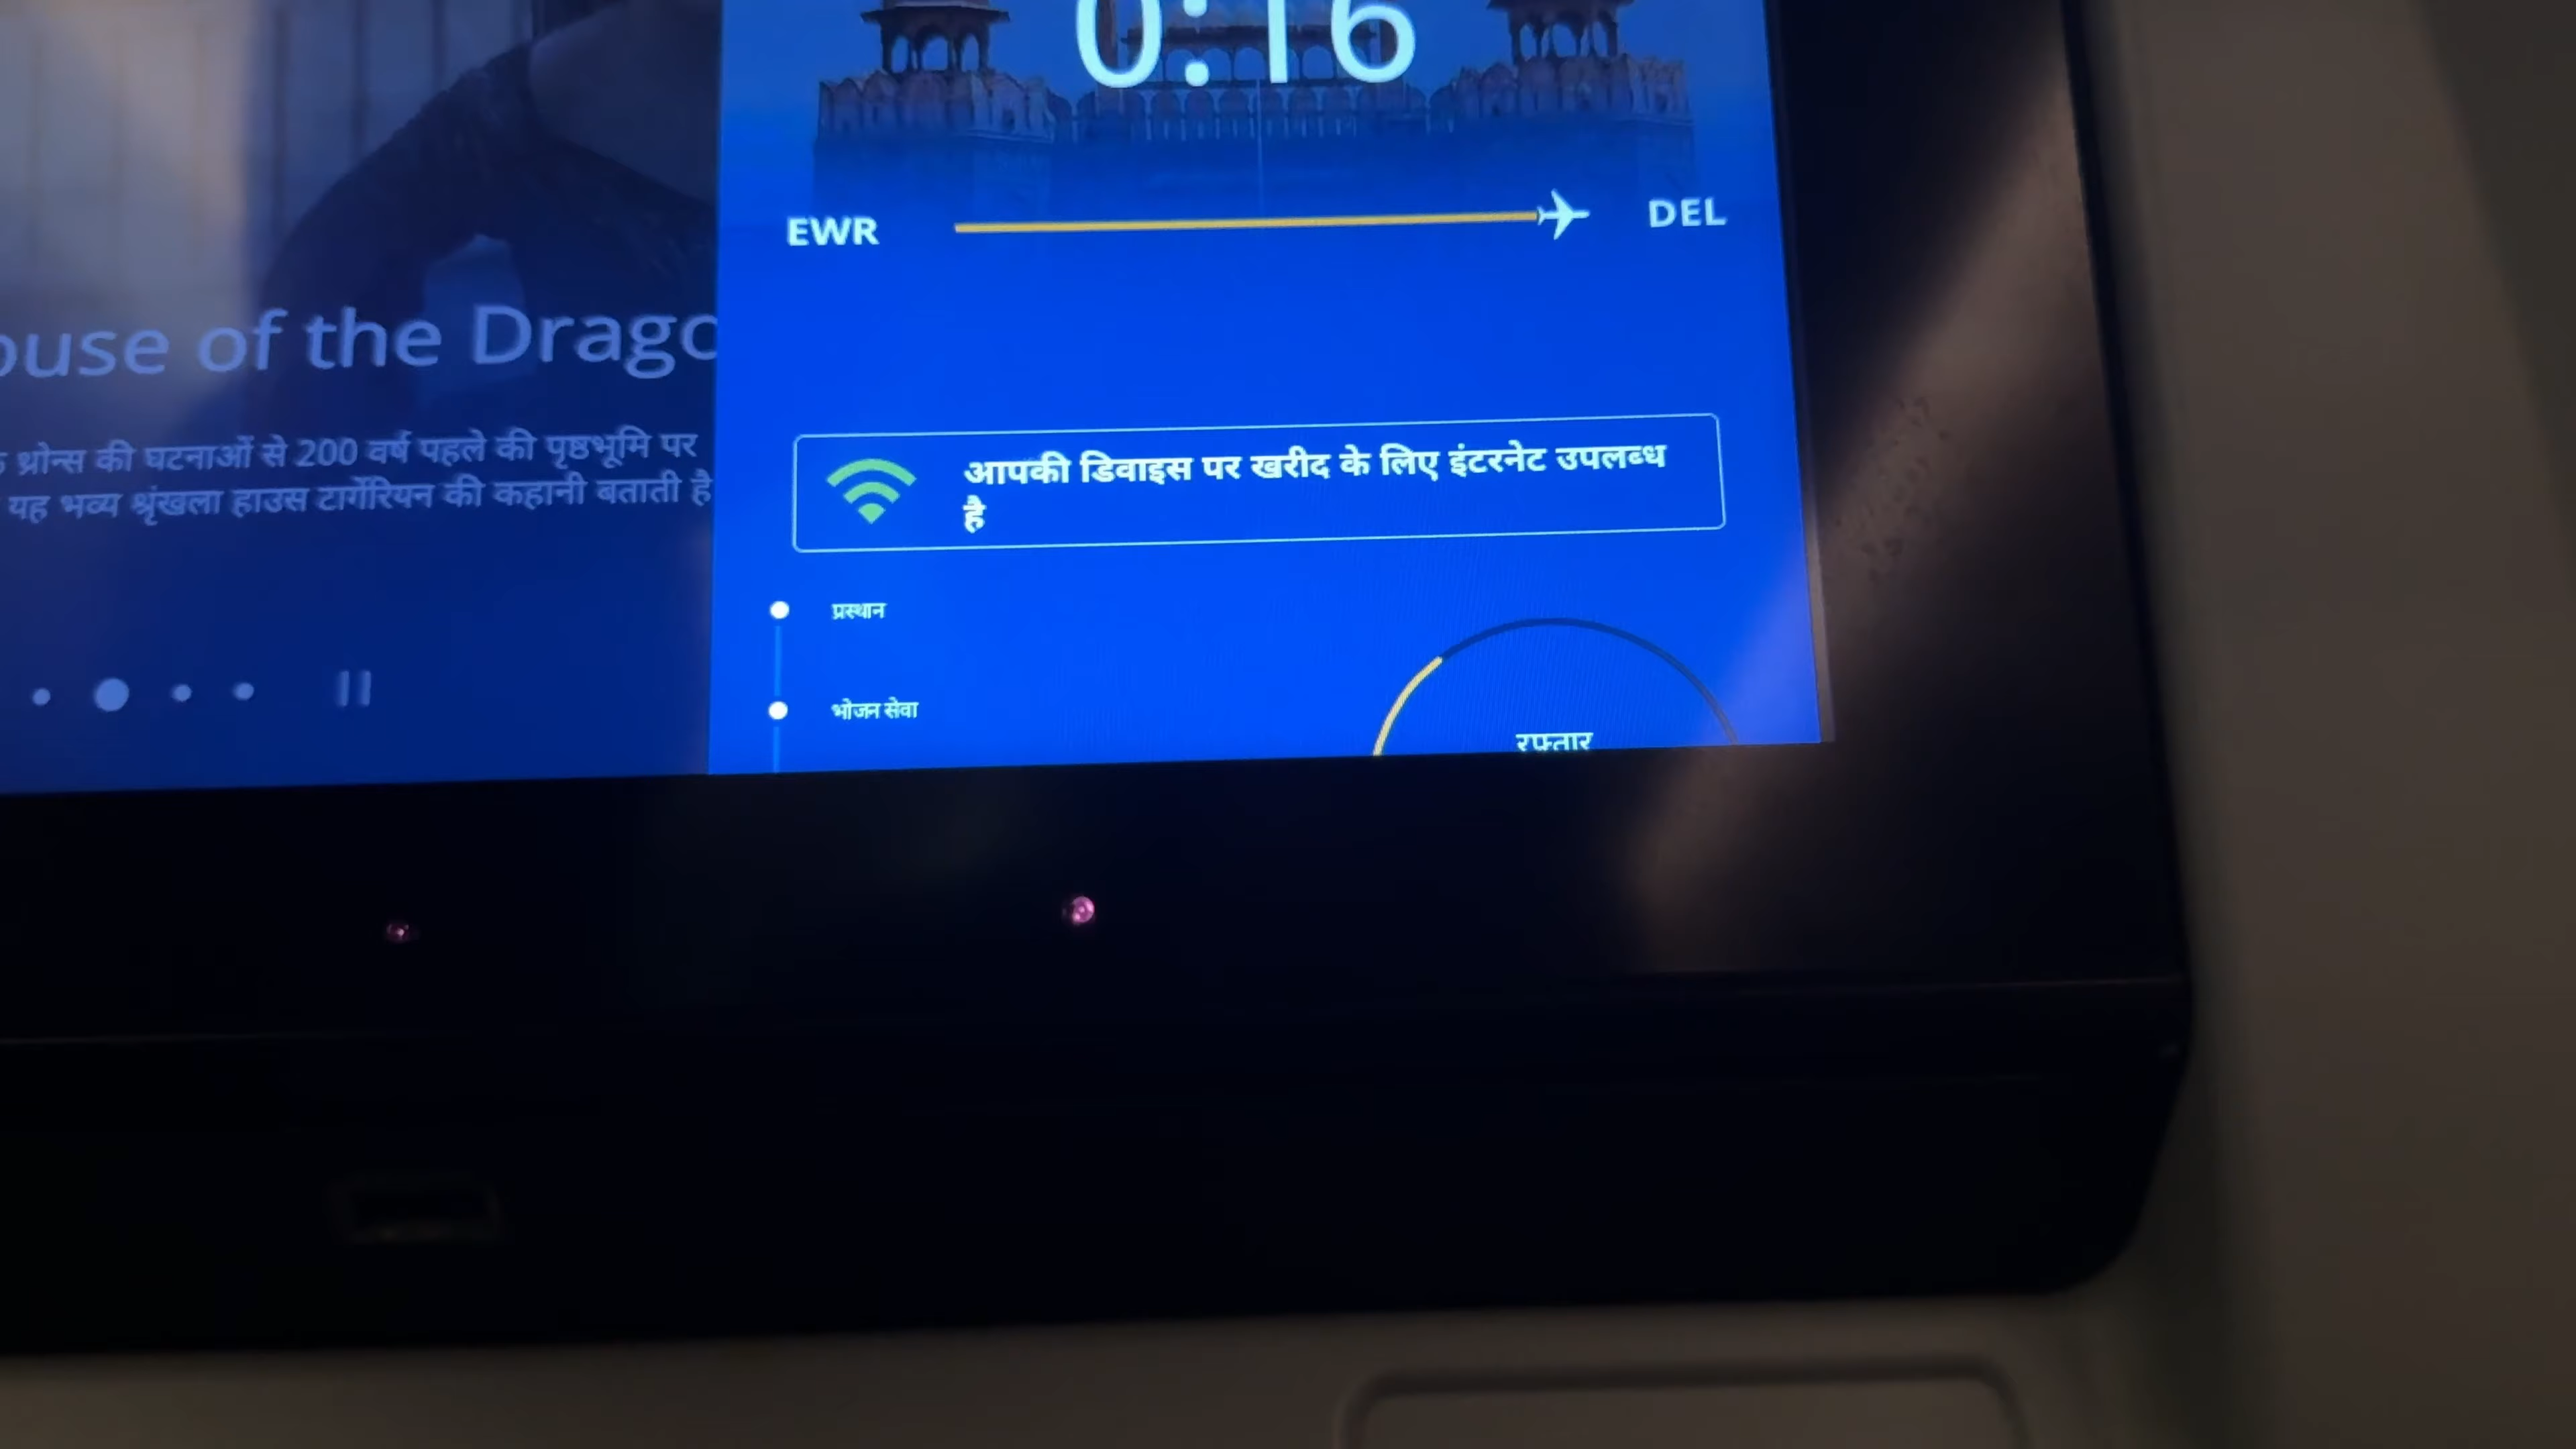 0:16
EWR DEL
ouse of the Drago
थ्रोन्स की घटनाओं से 200 वर्ष पहले की पृष्ठभूमि पर
यह भव्य श्रृंखला हाउस टार्गेरियन की कहानी बताती है
आपकी डिवाइस पर खरीद के लिए इंटरनेट उपलब्ध
है
प्रस्थान
भोजन सेवा
रफ्तार